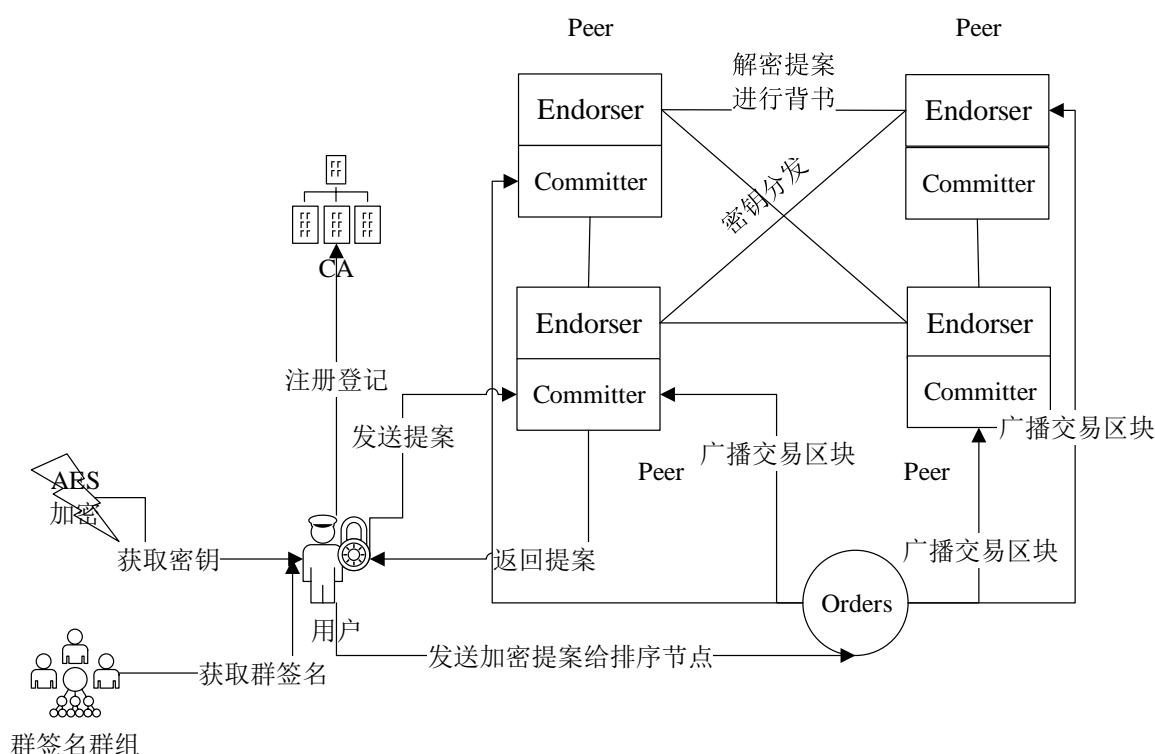 Peer
Peer
解密提案
进行背书
Endorser
Endorser
Committer
Committer
密钥分发
CA
Endorser
Endorser
注册登记
Committer
Committer
发送提案
广播交易区块
广播交易区块
Peer
Peer
AES
加密
获取密钥
返回提案
广播交易区块
Orders
用户
发送加密提案给排序节点
获取群签名
群签名群组